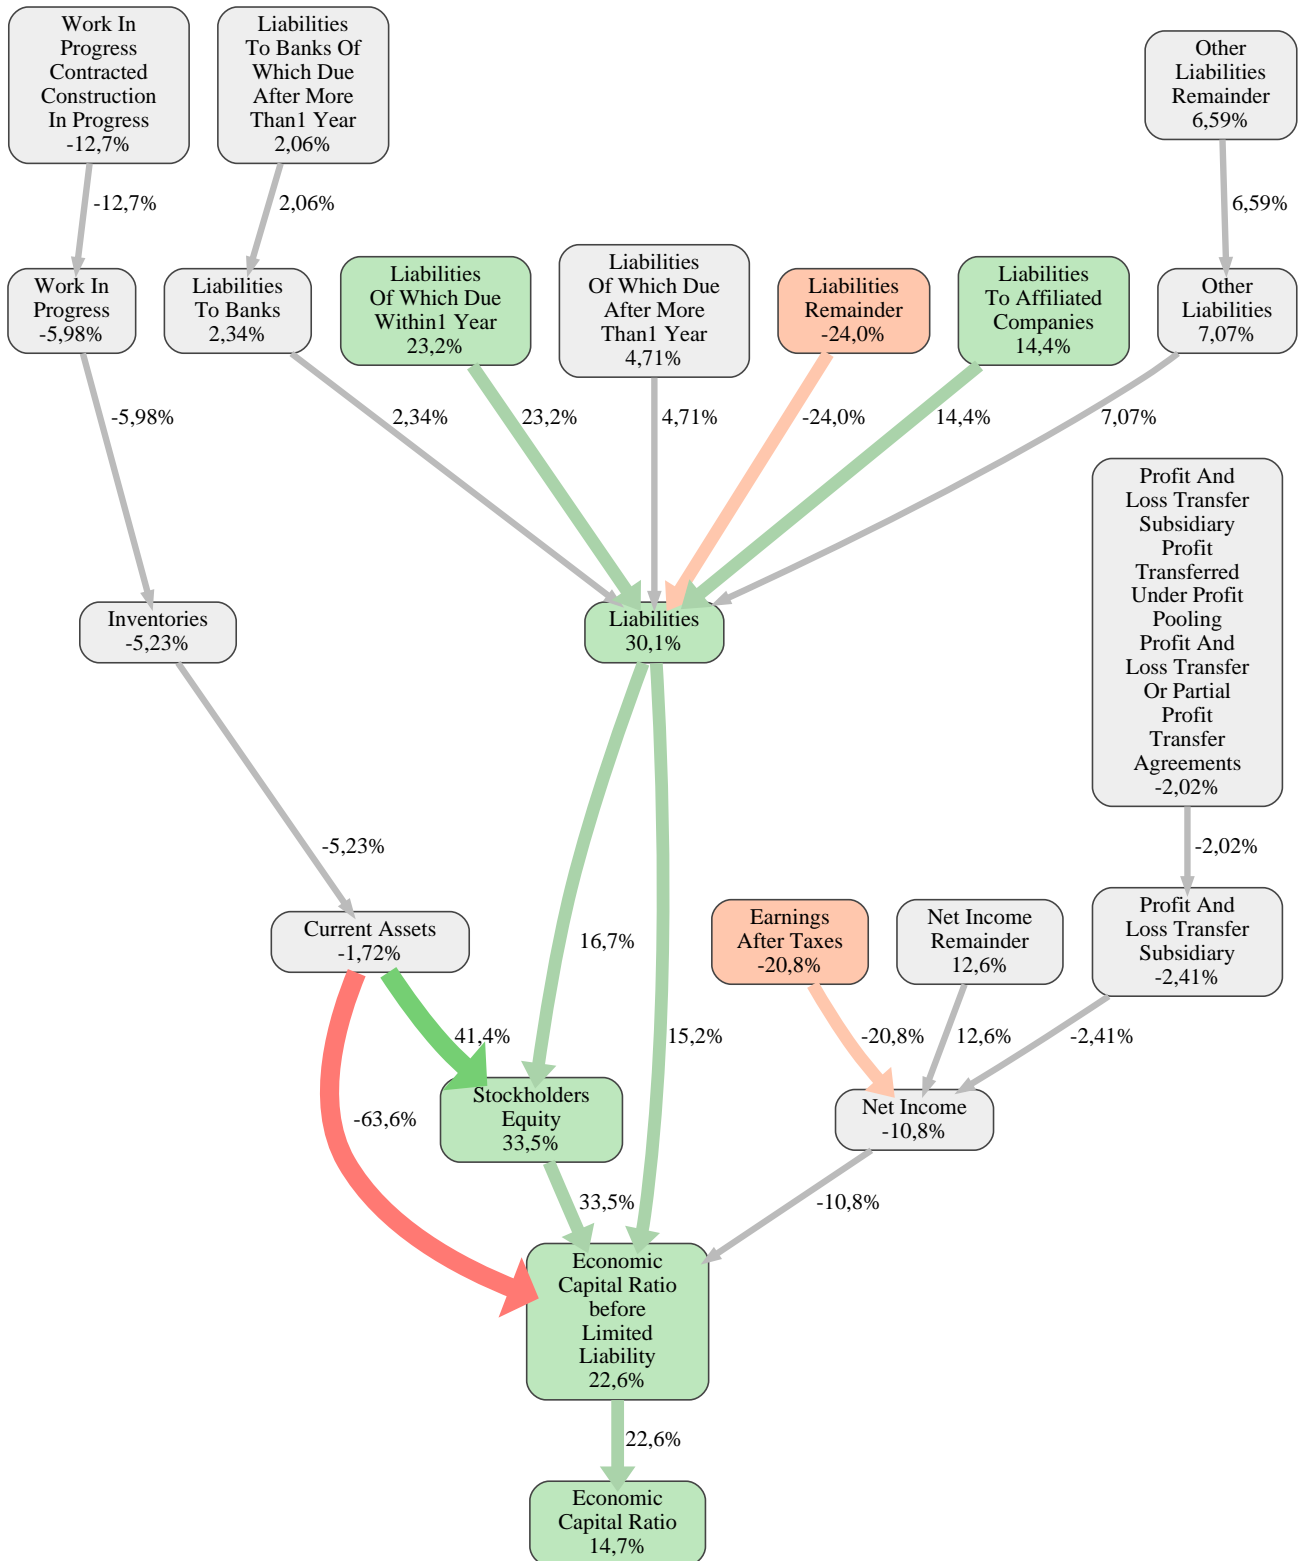 Work In
Progress
Contracted
Construction
In Progress
-12,7%
Liabilities
To Banks Of
Which Due
After More
Than1 Year
2,06%
Other
Liabilities
Remainder
6,59%
-12,7%
2,06%
6,59%
Work In
Progress
-5,98%
Liabilities
To Banks
2,34%
Liabilities
Of Which Due
Within1 Year
23,2%
Liabilities
Of Which Due
After More
Than1 Year
4,71%
Liabilities
Remainder
-24,0%
Liabilities
To Affiliated
Companies
14,4%
Other
Liabilities
7,07%
-5,98%
2,34%
23,2%
4,71%
-24,0%
14,4%
7,07%
Profit And
Loss Transfer
Subsidiary
Profit
Transferred
Under Profit
Pooling
Profit And
Loss Transfer
Or Partial
Profit
Transfer
Agreements
-2,02%
Inventories
-5,23%
Liabilities
30,1%
-5,23%
-2,02%
Current Assets
-1,72%
16,7%
Earnings
After Taxes
-20,8%
Net Income
Remainder
12,6%
Profit And
Loss Transfer
Subsidiary
-2,41%
41,4%
15,2%
-20,8%
12,6%
-2,41%
-63,6%
Stockholders
Equity
33,5%
Net Income
-10,8%
33,5%
-10,8%
Economic
Capital Ratio
before
Limited
Liability
22,6%
22,6%
Economic
Capital Ratio
14,7%